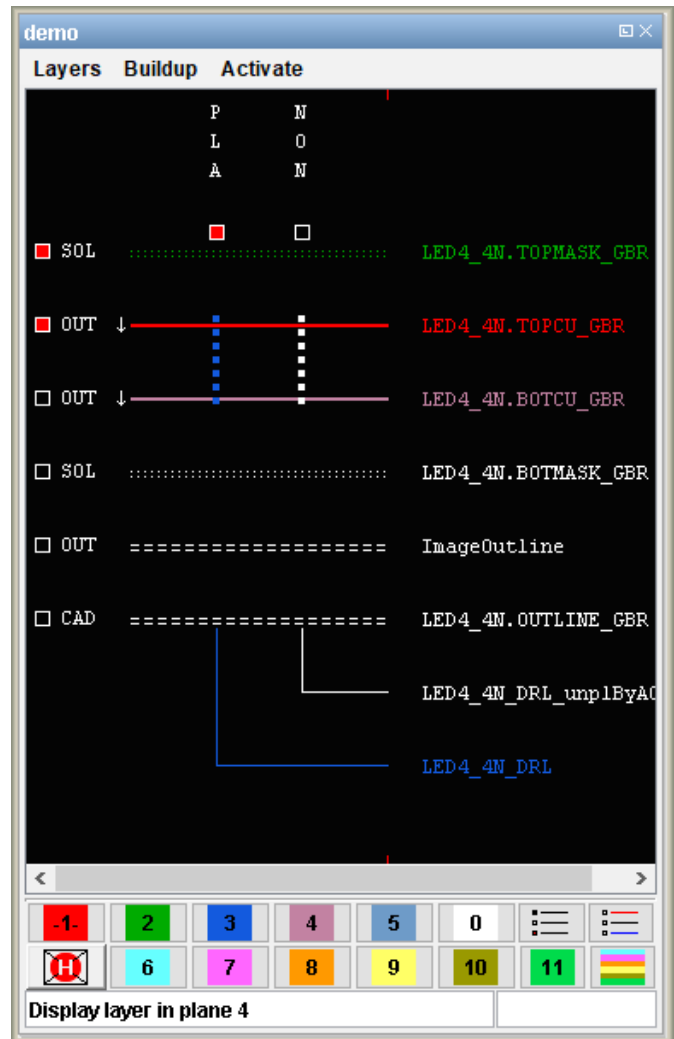 demo
Layers Buildup Activate
P N
L O
A N
SOL LED4_4N.TOPMASK_GBR
OUT ↓ LED4_4N.TOPCU_GBR
OUT ↓ LED4_4N.BOTCU_GBR
SOL LED4_4N.BOTMASK_GBR
OUT ImageOutline
CAD LED4_4N.OUTLINE_GBR
LED4_4N_DRL_unplByA
LED4_4N_DRL
-1- 2 3 4 5 0
H 6 7 8 9 10 11
Display layer in plane 4